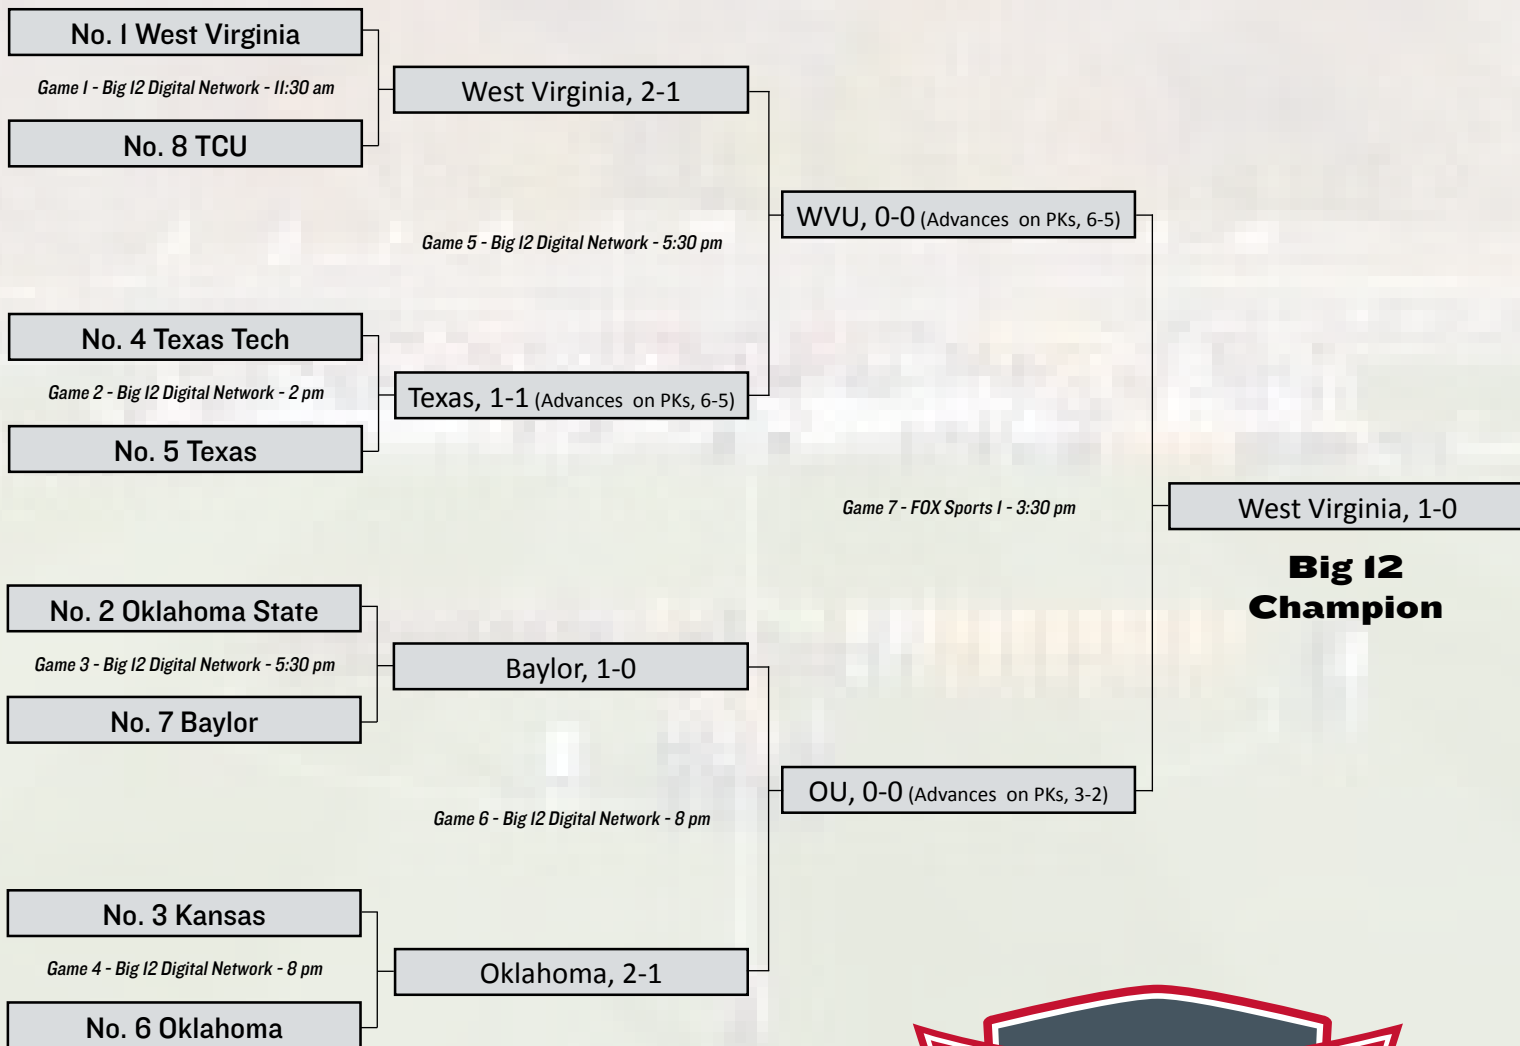 No. 1 West Virginia
Game 1 - Big 12 Digital Network - 11:30 am
West Virginia, 2-1
No. 8 TCU
WVU, 0-0 (Advances on PKs, 6-5)
Game 5 - Big 12 Digital Network - 5:30 pm
No. 4 Texas Tech
Game 2 - Big 12 Digital Network - 2 pm
Texas, 1-1 (Advances on PKs, 6-5)
No. 5 Texas
Game 7 - FOX Sports 1 - 3:30 pm
West Virginia, 1-0
Big 12
Champion
No. 2 Oklahoma State
Game 3 - Big 12 Digital Network - 5:30 pm
Baylor, 1-0
No. 7 Baylor
OU, 0-0 (Advances on PKs, 3-2)
Game 6 - Big 12 Digital Network - 8 pm
No. 3 Kansas
Game 4 - Big 12 Digital Network - 8 pm
Oklahoma, 2-1
No. 6 Oklahoma